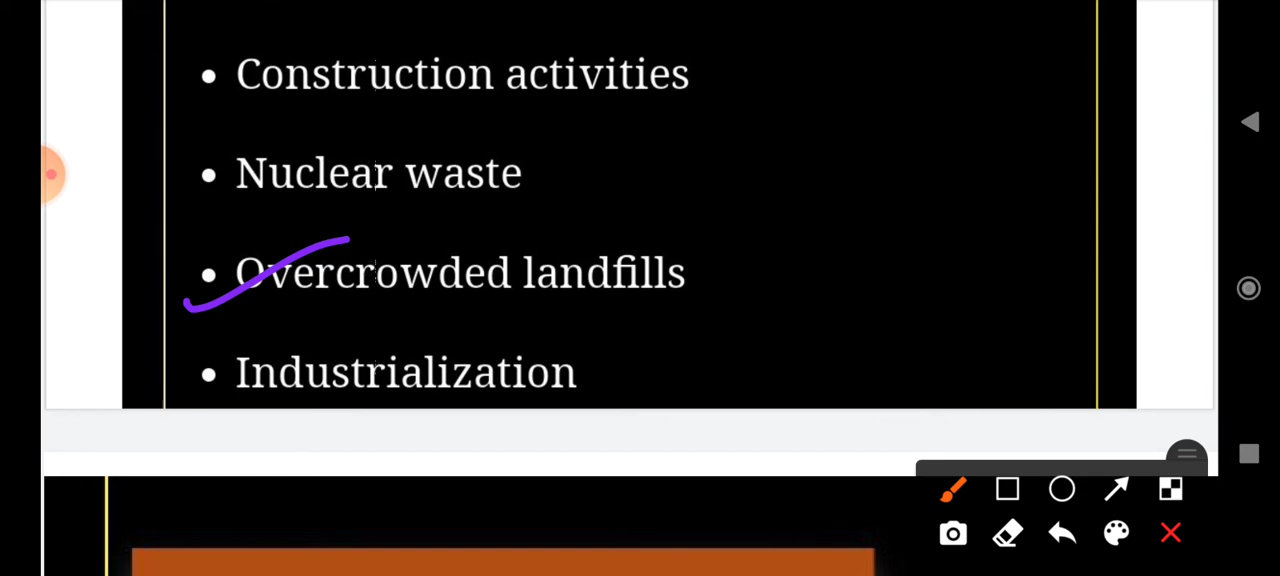 • Construction activities
• Nuclear waste
• Overcrowded landfills
• Industrialization